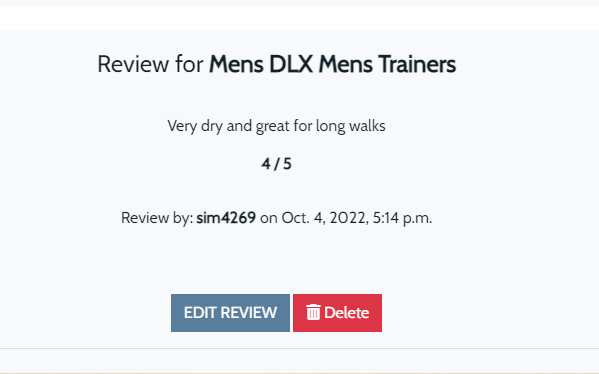 Review for Mens DLX Mens Trainers
Very dry and great for long walks
4 / 5
Review by: sim4269 on Oct. 4, 2022, 5:14 p.m.
EDIT REVIEW Delete